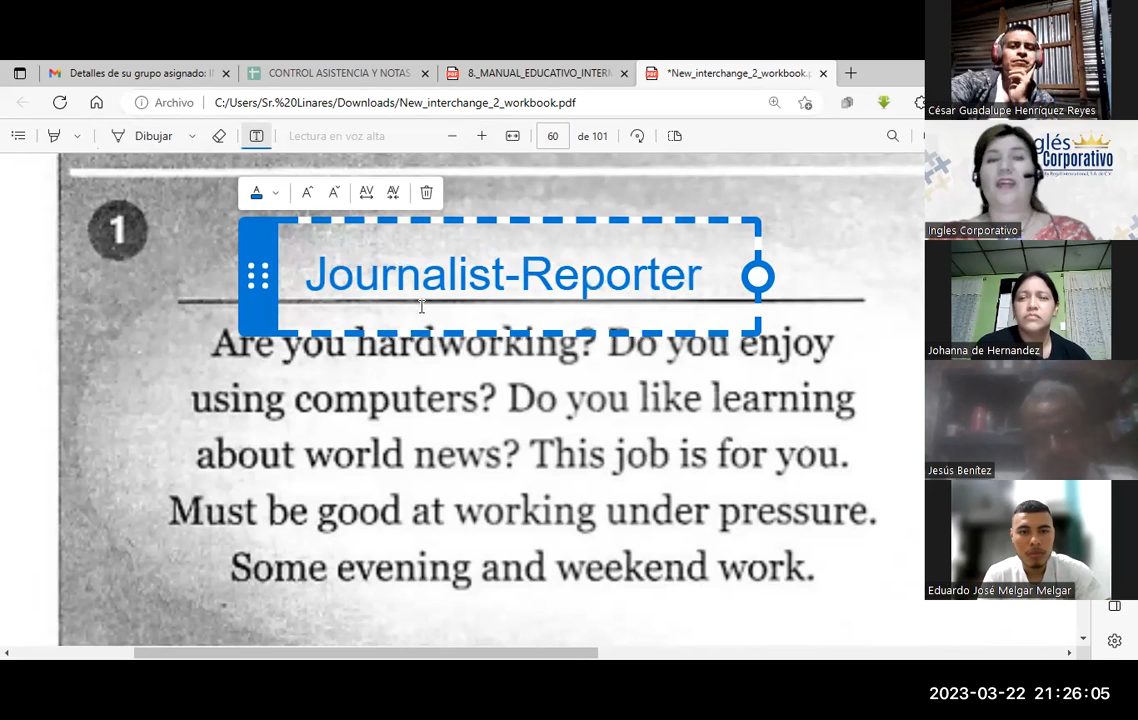 Detalles de su grupo asignado: I
CONTROL ASISTENCIA Y NOTAS
8._MANUAL_EDUCATIVO_INTERM
*New_interchange_2_workbook.p
Archivo
C:/Users/Sr.%20Linares/Downloads/New_interchange_2_workbook.pdf
Dibujar
Lectura en voz alta
60
de 101
1
Journalist-Reporter
Are you hardworking? Do you enjoy
using computers? Do you like learning
about world news? This job is for you.
Must be good at working under pressure.
Some evening and weekend work.
César Guadalupe Henríquez Reyes
glés
Corporativo
Ingles Corporativo
Johanna de Hernandez
Jesús Benítez
Eduardo José Melgar Melgar
2023-03-22 21:26:05